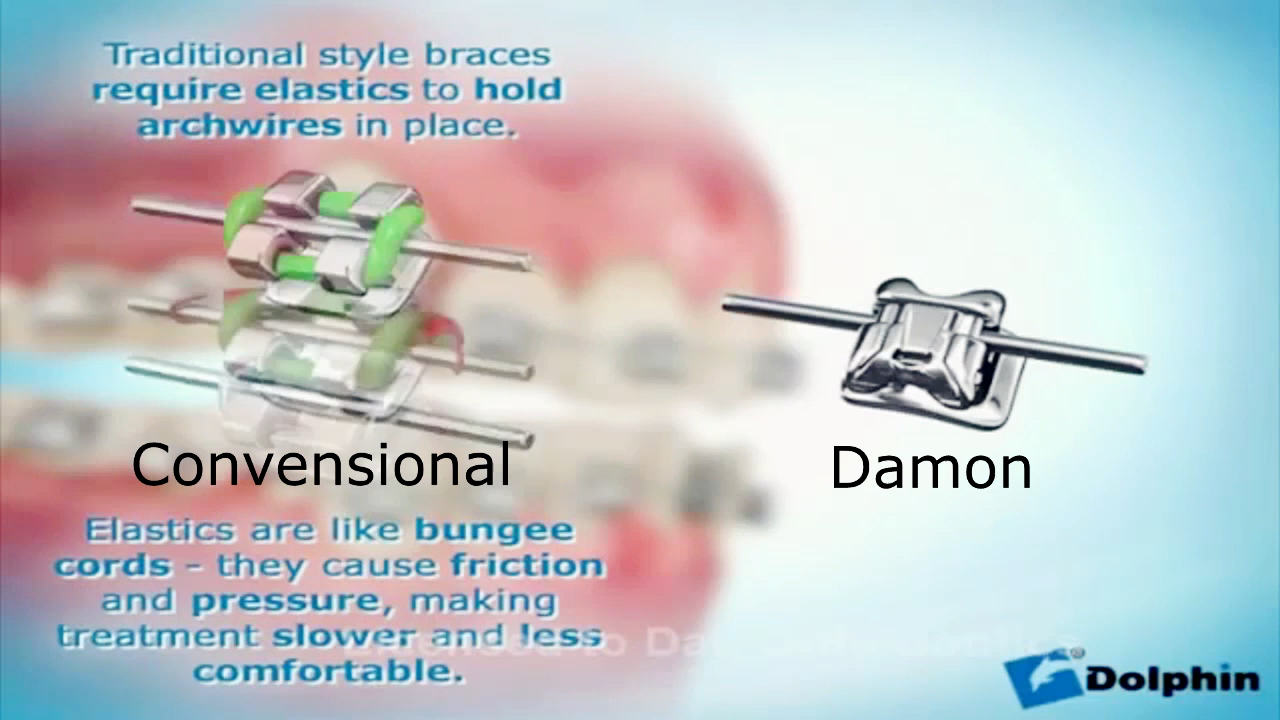 Traditional style braces
require elastics to hold
archwires in place.
Convensional
Damon
Elastics are like bungee
cords - they cause friction
and pressure, making
treatment slower and less
comfortable.
Dolphin